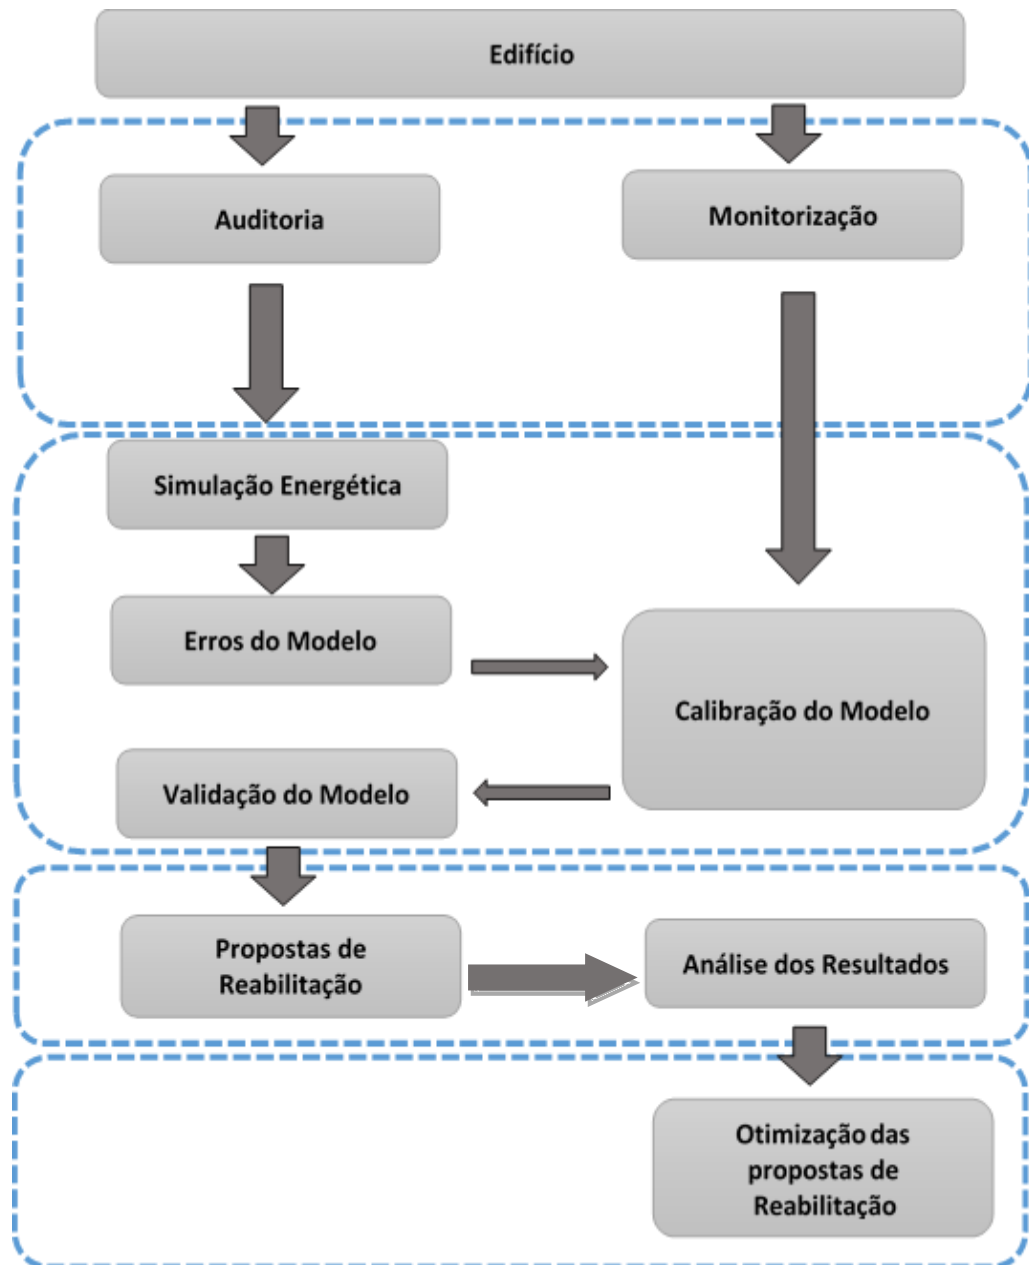 Edifício
Auditoria
Monitorização
Simulação Energética
Erros do Modelo
Calibração do Modelo
Validação do Modelo
Propostas de
Reabilitação
Análise dos Resultados
Otimização das
propostas de
Reabilitação